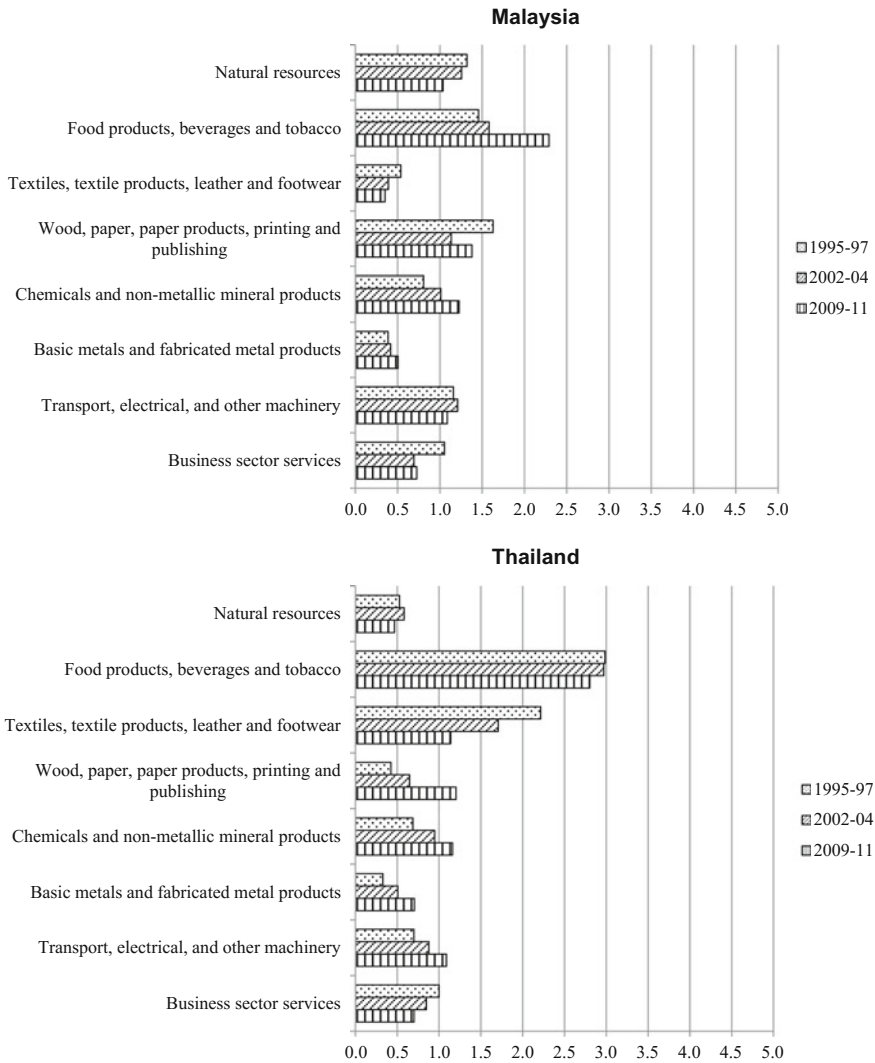 Malaysia
Natural resources
Food products, beverages and tobacco
Textiles, textile products, leather and footwear
Wood, paper, paper products, printing and
publishing
Chemicals and non-metallic mineral products
Basic metals and fabricated metal products
Transport, electrical, and other machinery
Business sector services
1995-97
2002-04
2009-11
0.0 0.5 1.0 1.5 2.0 2.5 3.0 3.5 4.0 4.5 5.0
Thailand
Natural resources
Food products, beverages and tobacco
Textiles, textile products, leather and footwear
Wood, paper, paper products, printing and
publishing
Chemicals and non-metallic mineral products
Basic metals and fabricated metal products
Transport, electrical, and other machinery
Business sector services
1995-97
2002-04
2009-11
0.0 0.5 1.0 1.5 2.0 2.5 3.0 3.5 4.0 4.5 5.0